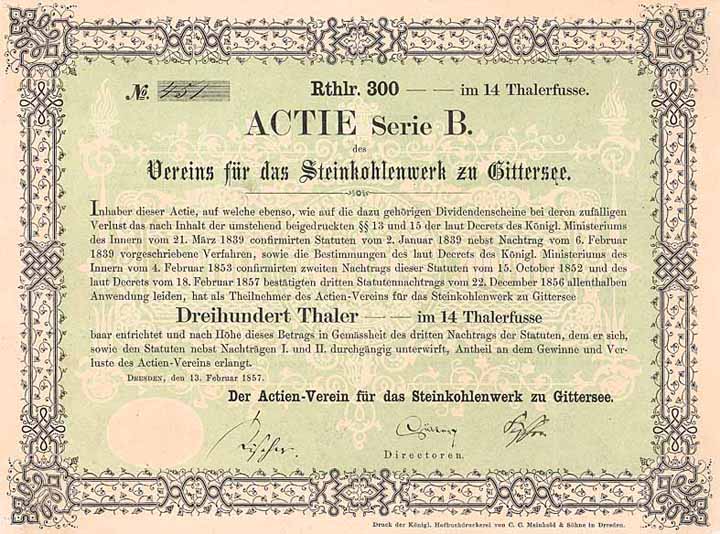 No. 451
Rthlr. 300 — — im 14 Thalerfusse.
ACTIE Serie B.
des
Vereins für das Steinkohlenwerk zu Gittersee.
Inhaber dieser Actie, auf welche ebenso, wie auf die dazu gehörigen Dividendenscheine bei deren zufälligen
Verlust das nach Inhalt der umstehend beigedruckten §§ 13 und 15 der laut Decrets des Königl. Ministeriums
des Innern vom 21. März 1839 confirmirten Statuten vom 2. Januar 1839 nebst Nachtrag vom 6. Februar
1839 vorgeschriebene Verfahren, sowie die Bestimmungen des laut Decrets des Königl. Ministeriums des
Innern vom 4. Februar 1853 confirmirten zweiten Nachtrags dieser Statuten vom 15. October 1852 und des
laut Decrets vom 18. Februar 1857 bestätigten dritten Statutennachtrags vom 22. December 1856 allenthalben
Anwendung leiden, hat als Theilnehmer des Actien-Vereins für das Steinkohlenwerk zu Gittersee
Dreihundert Thaler — — im 14 Thalerfusse
baar entrichtet und nach Höhe dieses Betrags in Gemässheit des dritten Nachtrags der Statuten, dem er sich,
sowie den Statuten nebst Nachträgen I. und II. durchgängig unterwirft, Antheil an dem Gewinne und Ver-
luste des Actien-Vereins erlangt.
Dresden, den 13. Februar 1857.
Der Actien-Verein für das Steinkohlenwerk zu Gittersee.
Directoren.
Druck der Königl. Hofbuchdruckerei von C. C. Meinhold & Söhne in Dresden.